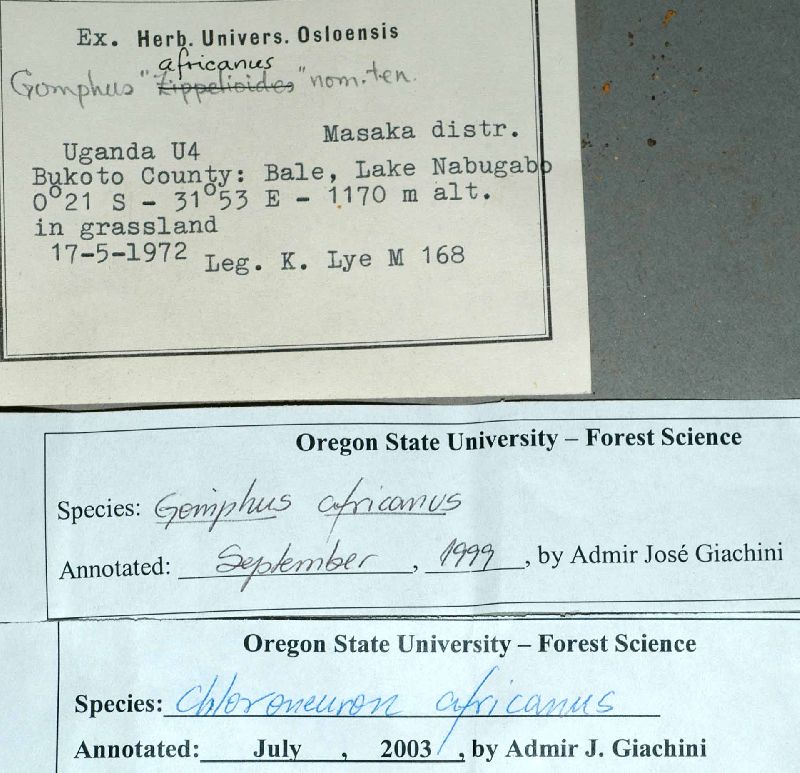 Ex. Herb. Univers. Osloensis
africanus
Gomphus "zippelioides" nom. ten.
Masaka distr.
Uganda U4
Bukoto County: Bale, Lake Nabugabo
0°21 S - 31°53 E - 1170 m alt.
in grassland
17-5-1972 Leg. K. Lye M 168
Oregon State University – Forest Science
Species: Gomphus africanus
Annotated: September, 1999, by Admir José Giachini
Oregon State University – Forest Science
Species: Chloroneuron africanus
Annotated: July, 2003, by Admir J. Giachini